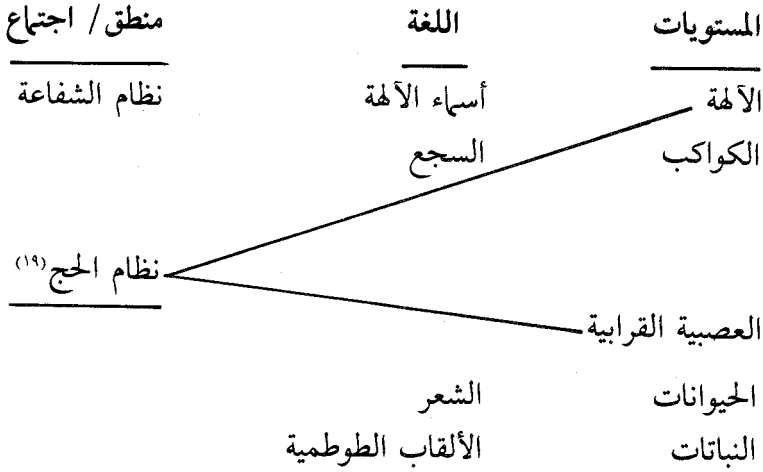 المستويات اللغة منطق / اجتماع
الآلهة أسماء الآلهة نظام الشفاعة
الكواكب السجع
نظام الحج (١٩)
العصبية القرابية
الحيوانات الشعر
النباتات الألقاب الطوطمية